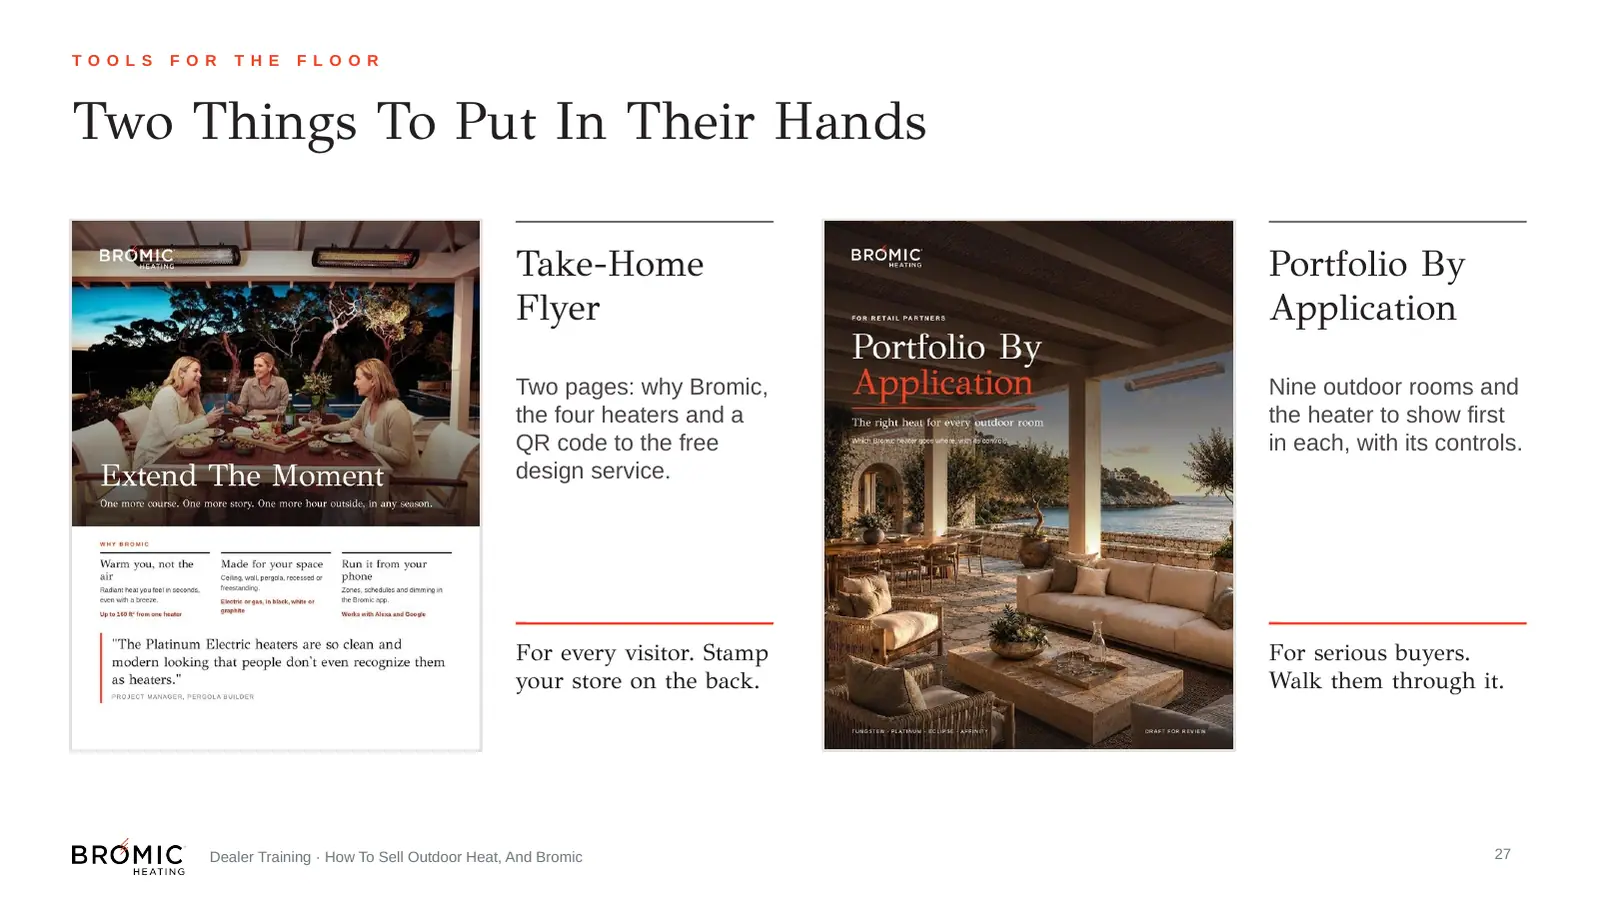 TOOLS FOR THE FLOOR
Two Things To Put In Their Hands
BROMIC
HEATING
Extend The Moment
One more course. One more story. One more hour outside, in any season.
WHY BROMIC
Warm you, not the
air
Radiant heat you feel in seconds,
even with a breeze.
Up to 160 ft² from one heater
Made for your space
Ceiling, wall, pergola, recessed or
freestanding.
Electric or gas, in black, white or
graphite
Run it from your
phone
Zones, schedules and dimming in
the Bromic app.
Works with Alexa and Google
"The Platinum Electric heaters are so clean and
modern looking that people don't even recognize them
as heaters."
PROJECT MANAGER, PERGOLA BUILDER
Take-Home
Flyer
Two pages: why Bromic,
the four heaters and a
QR code to the free
design service.
For every visitor. Stamp
your store on the back.
BROMIC
HEATING
FOR RETAIL PARTNERS
Portfolio By
Application
The right heat for every outdoor room
Which Bromic heater goes where, with its controls.
TUNGSTEN · PLATINUM · ECLIPSE · AFFINITY
DRAFT FOR REVIEW
Portfolio By
Application
Nine outdoor rooms and
the heater to show first
in each, with its controls.
For serious buyers.
Walk them through it.
BROMIC
HEATING
Dealer Training · How To Sell Outdoor Heat, And Bromic
27